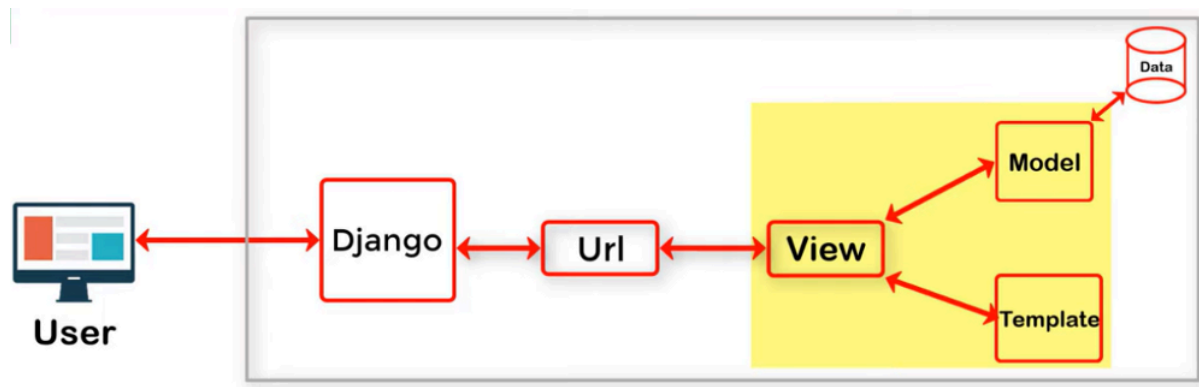 Data
Model
Django
Url
View
User
Template